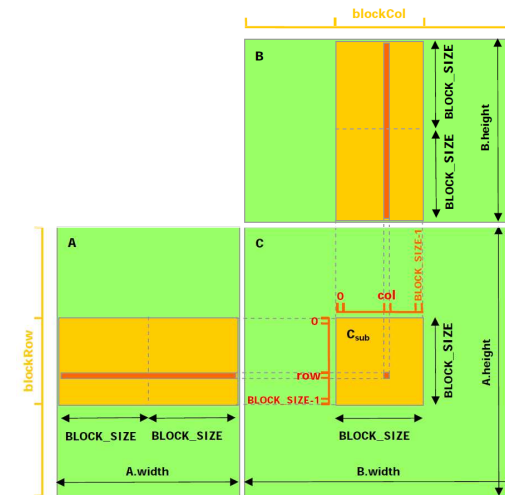 blockCol
B
BLOCK_SIZE
BLOCK_SIZE
B.height
A
C
BLOCK_SIZE-1
0
col
blockRow
0
Csub
row
BLOCK_SIZE-1
BLOCK_SIZE
A.height
BLOCK_SIZE
BLOCK_SIZE
BLOCK_SIZE
A.width
B.width